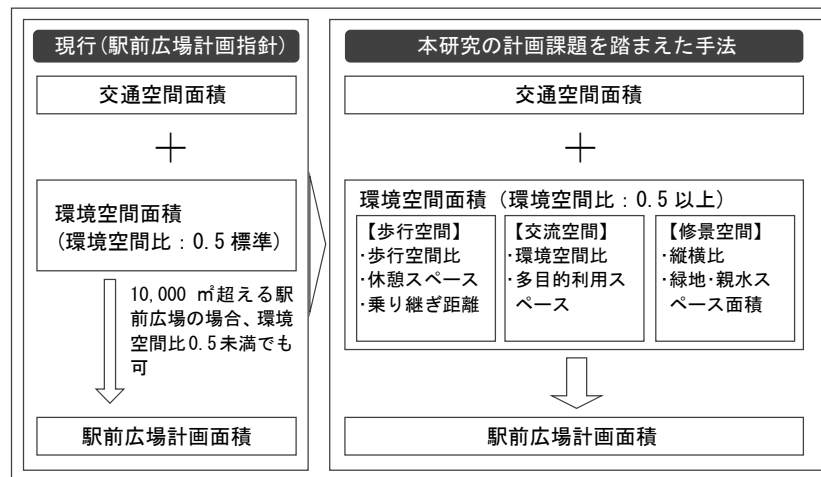 現行(駅前広場計画指針)
交通空間面積
＋
環境空間面積
(環境空間比：0.5 標準)
10,000 ㎡超える駅
前広場の場合、環境
空間比0.5未満でも
可
駅前広場計画面積
本研究の計画課題を踏まえた手法
交通空間面積
＋
環境空間面積 (環境空間比：0.5 以上)
【歩行空間】
・歩行空間比
・休憩スペース
・乗り継ぎ距離
【交流空間】
・環境空間比
・多目的利用ス
ペース
【修景空間】
・縦横比
・緑地・親水ス
ペース面積
駅前広場計画面積